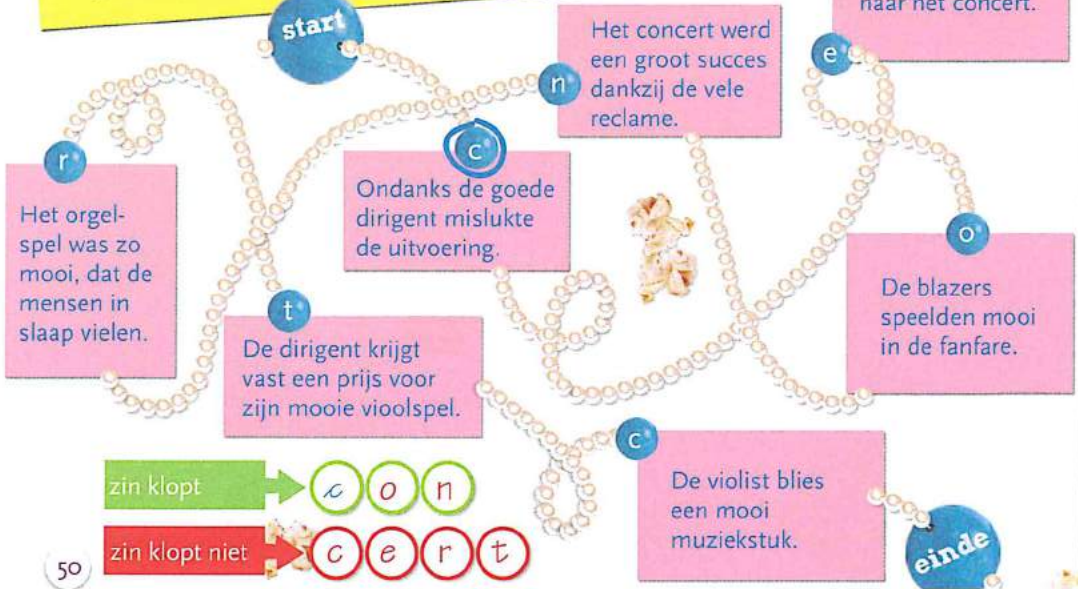 naar het concert.
start
Het concert werd
een groot succes
dankzij de vele
reclame.
n
e
c
Ondanks de goede
dirigent mislukte
de uitvoering.
r
Het orgel-
spel was zo
mooi, dat de
mensen in
slaap vielen.
o
De blazers
speelden mooi
in de fanfare.
t
De dirigent krijgt
vast een prijs voor
zijn mooie vioolspel.
c
De violist blies
een mooi
muziekstuk.
zin klopt
c o n
zin klopt niet
c e r t
einde
50